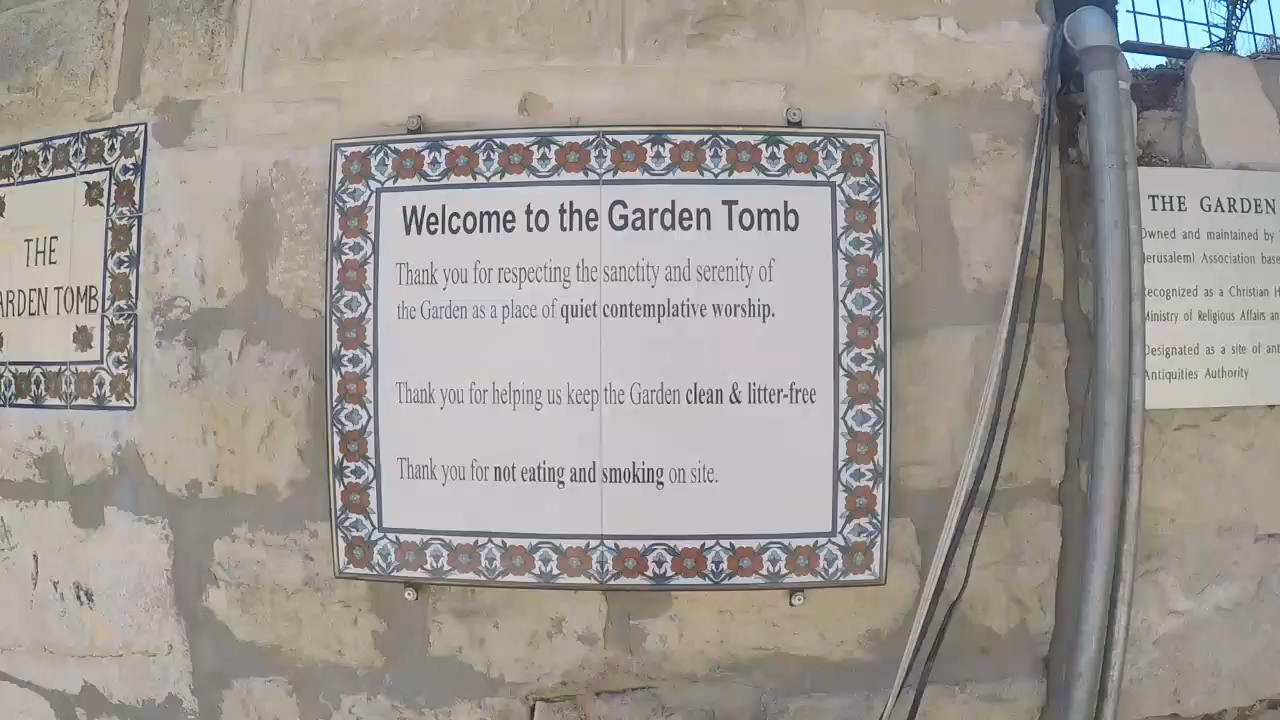 THE
ARDEN TOMB
Welcome to the Garden Tomb
Thank you for respecting the sanctity and serenity of
the Garden as a place of quiet contemplative worship.
Thank you for helping us keep the Garden clean & litter-free
Thank you for not eating and smoking on site.
THE GARDEN
Owned and maintained by
Jerusalem) Association base
Recognized as a Christian H
Ministry of Religious Affairs an
Designated as a site of ant
Antiquities Authority